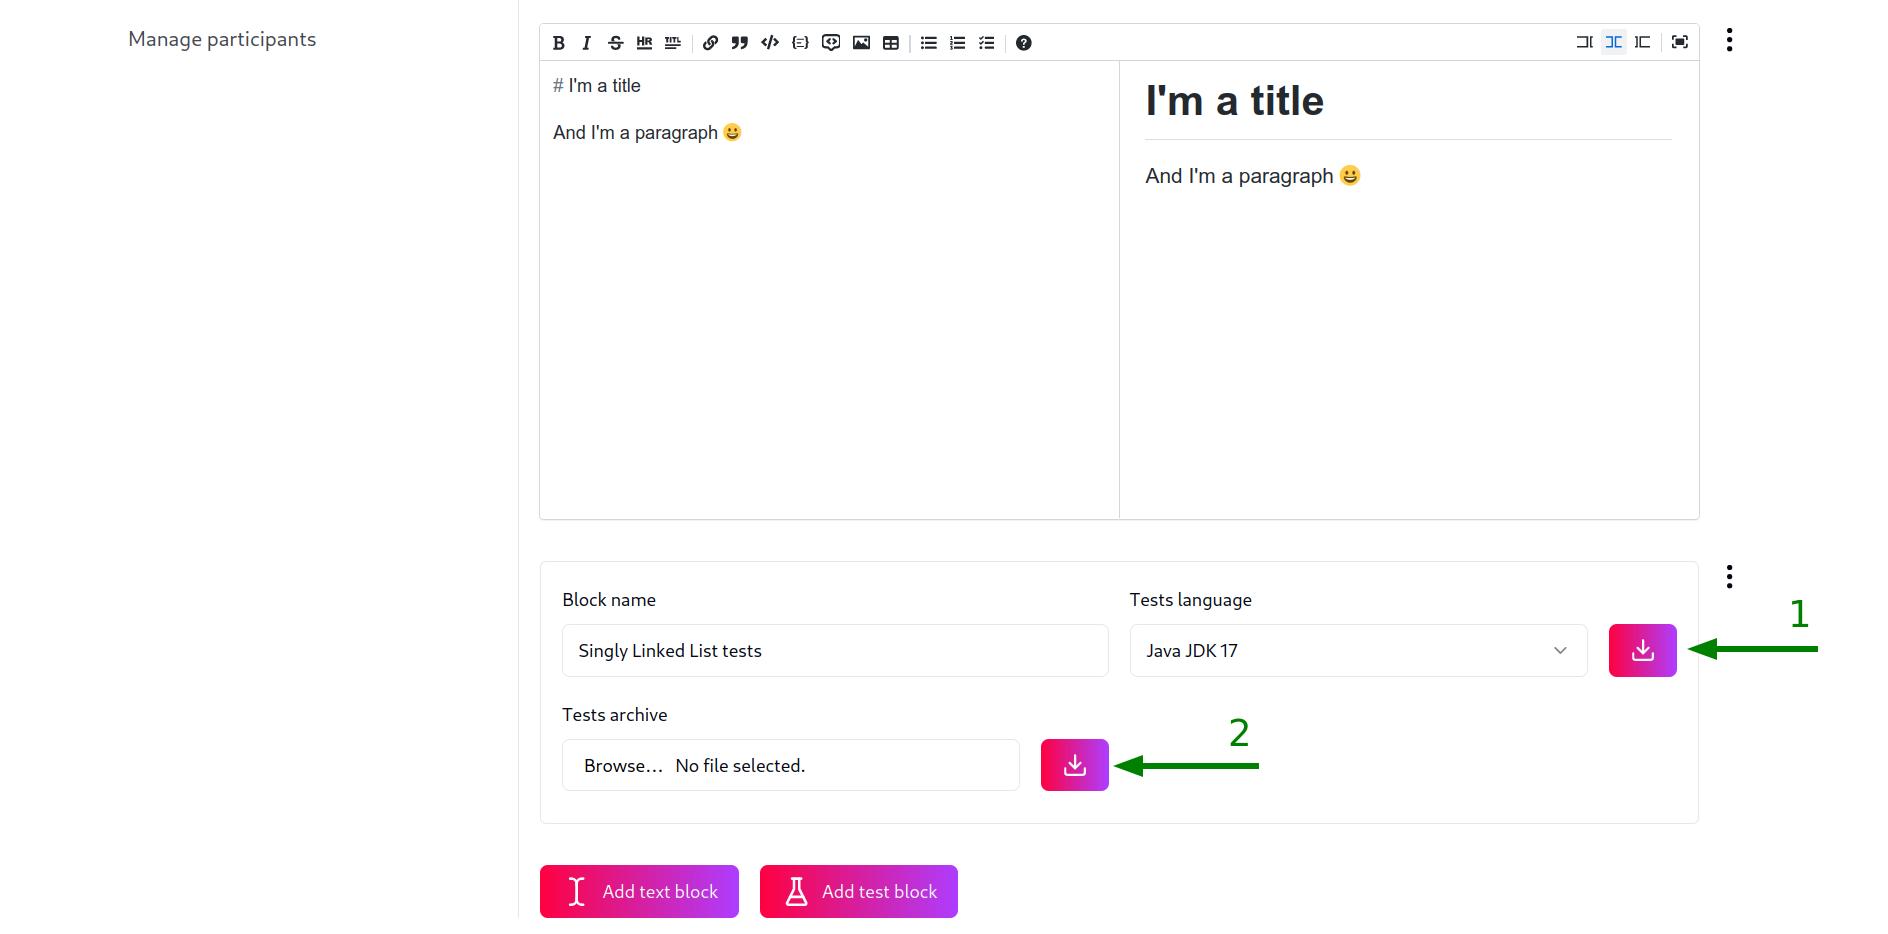 Manage participants
# I'm a title
And I'm a paragraph 😀
I'm a title
And I'm a paragraph 😀
Block name
Tests language
1
Singly Linked List tests
Java JDK 17
Tests archive
2
Browse... No file selected.
Add text block
Add test block